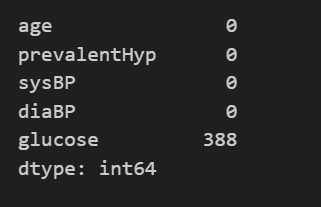 age 0
prevalentHyp 0
sysBP 0
diaBP 0
glucose 388
dtype: int64